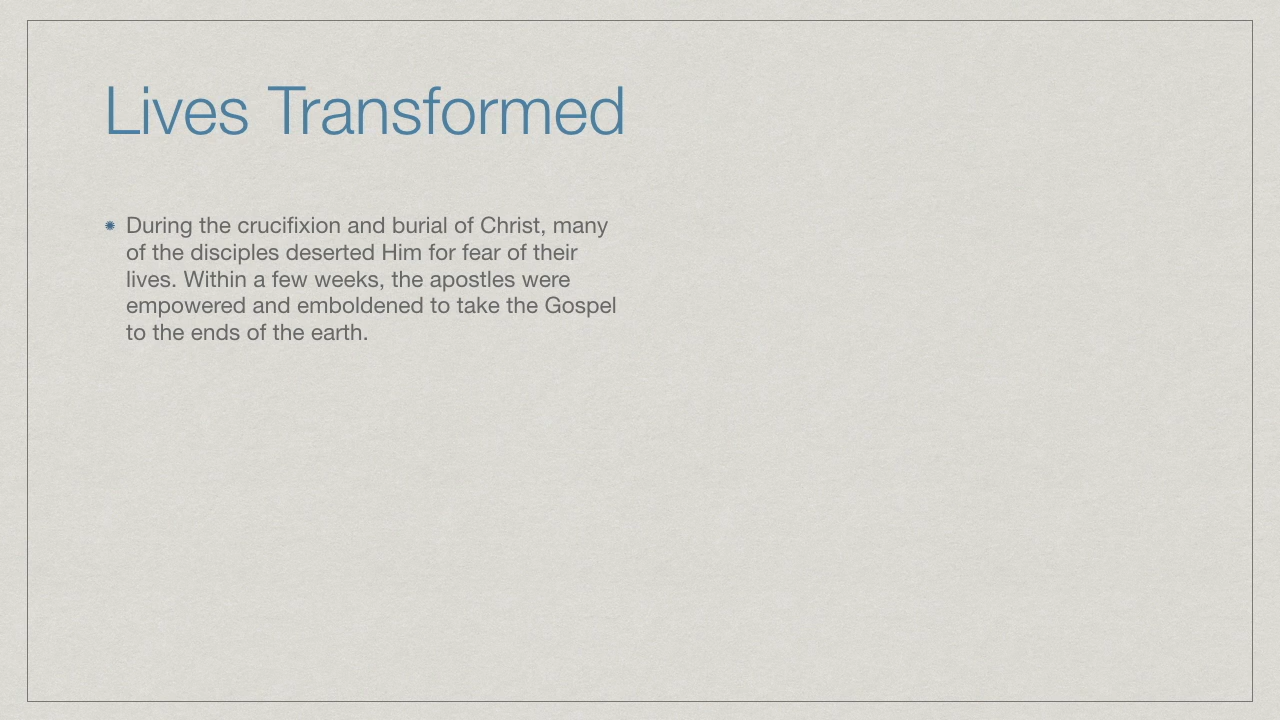 Lives Transformed
During the crucifixion and burial of Christ, many
of the disciples deserted Him for fear of their
lives. Within a few weeks, the apostles were
empowered and emboldened to take the Gospel
to the ends of the earth.